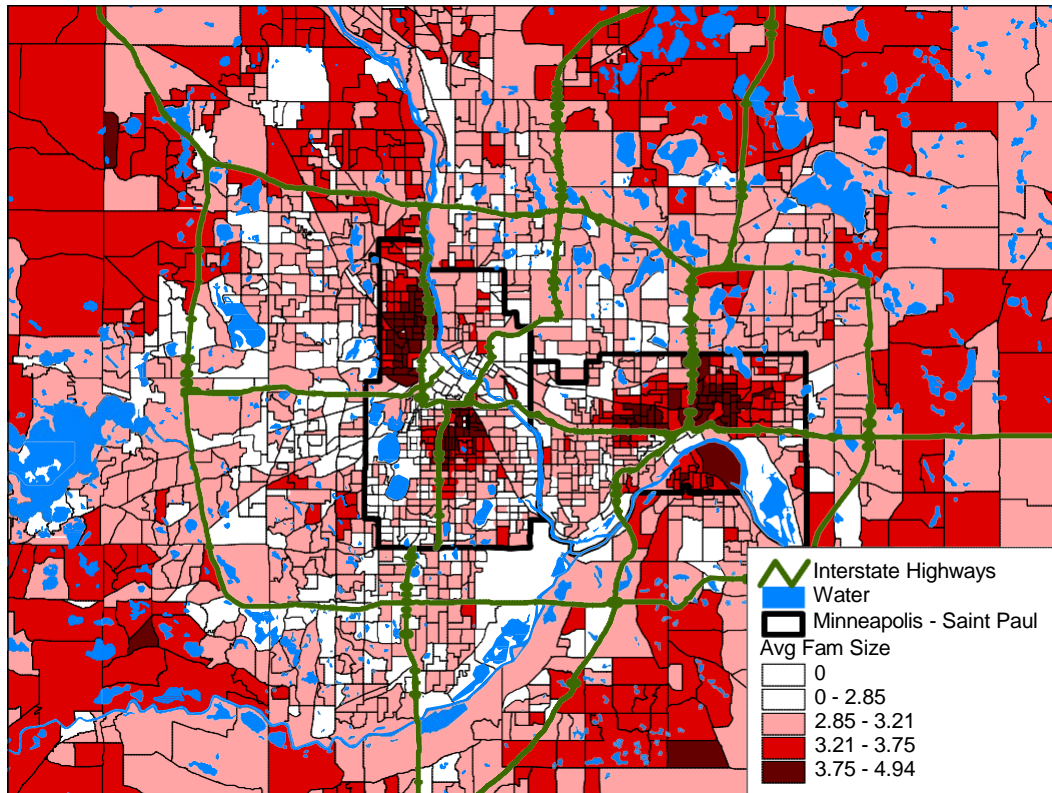 Interstate Highways
Water
Minneapolis - Saint Paul
Avg Fam Size
0
0 - 2.85
2.85 - 3.21
3.21 - 3.75
3.75 - 4.94